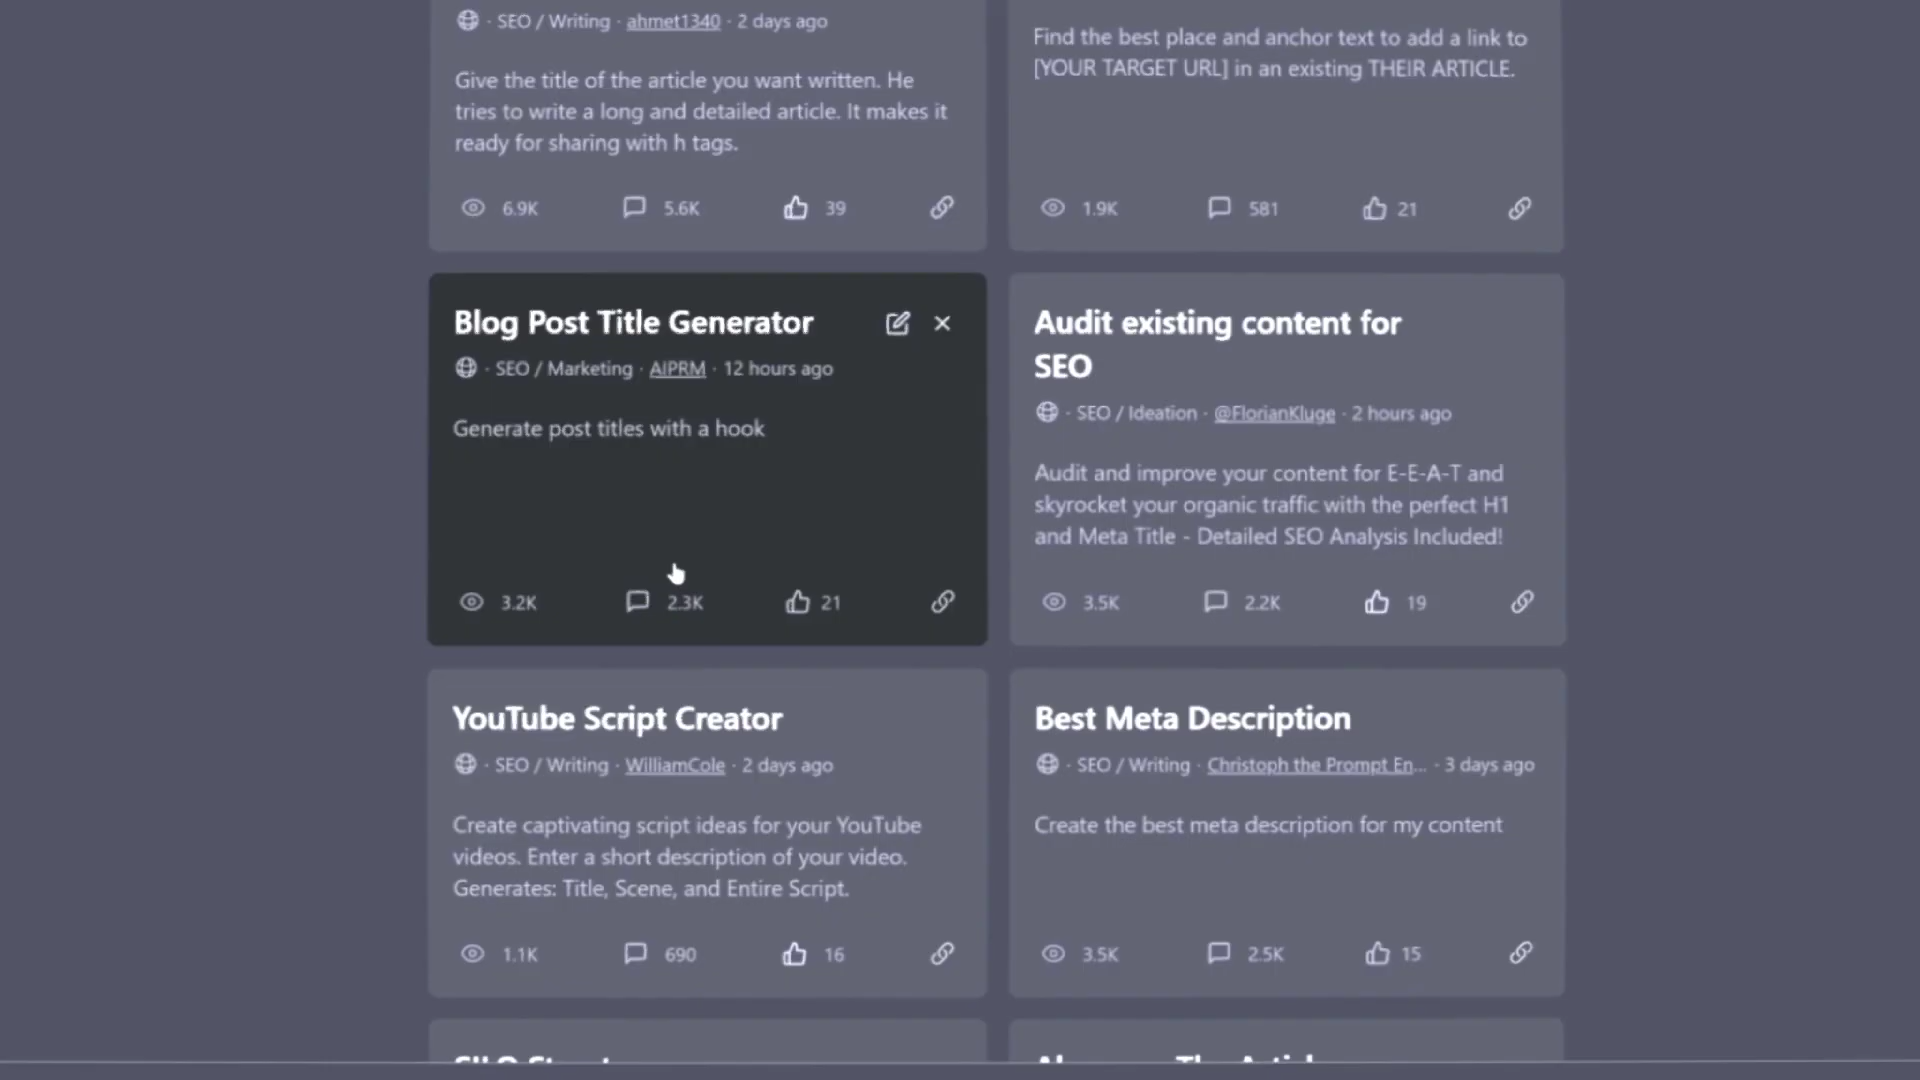 SEO / Writing · ahmet1340 · 2 days ago
Give the title of the article you want written. He
tries to write a long and detailed article. It makes it
ready for sharing with h tags.
6.9K 5.6K 39
Find the best place and anchor text to add a link to
[YOUR TARGET URL] in an existing THEIR ARTICLE.
1.9K 581 21
Blog Post Title Generator
· SEO / Marketing · AIPRM · 12 hours ago
Generate post titles with a hook
3.2K 2.3K 21
Audit existing content for
SEO
· SEO / Ideation · @FlorianKluge · 2 hours ago
Audit and improve your content for E-E-A-T and
skyrocket your organic traffic with the perfect H1
and Meta Title - Detailed SEO Analysis Included!
3.5K 2.2K 19
YouTube Script Creator
· SEO / Writing · WilliamCole · 2 days ago
Create captivating script ideas for your YouTube
videos. Enter a short description of your video.
Generates: Title, Scene, and Entire Script.
1.1K 690 16
Best Meta Description
· SEO / Writing · Christoph the Prompt En... · 3 days ago
Create the best meta description for my content
3.5K 2.5K 15